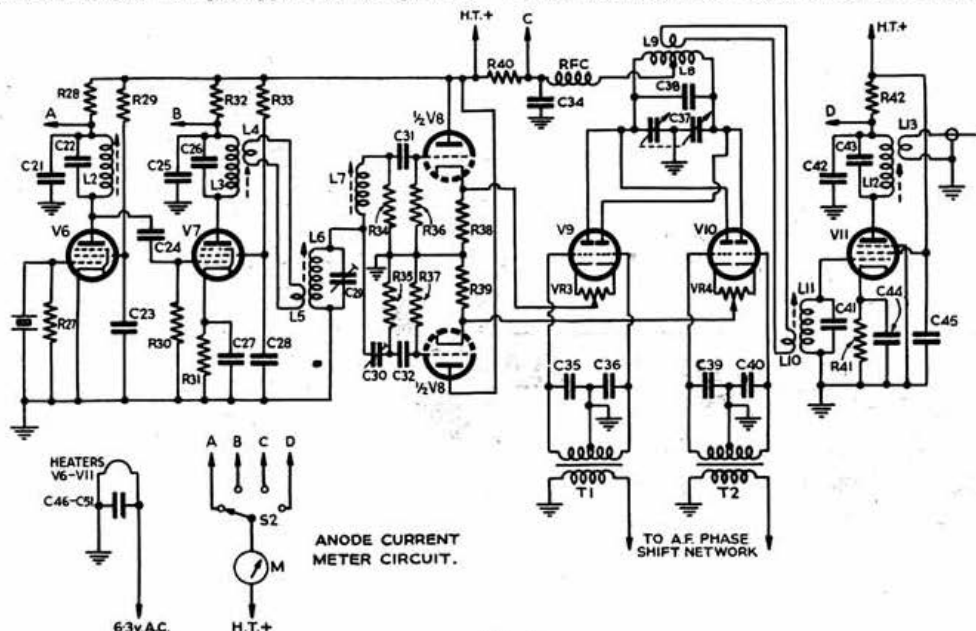 H.T.+
C
H.T.+
R28
R29
R32
R33
L4
R40
RFC
L9
L8
C38
C37
C34
R42
L13
A
B
D
C21
C22
L2
C25
C26
L3
C31
½V8
C42
C43
L12
V6
V7
C24
L7
L6
R34
R36
R38
V9
V10
V11
C29
R35
R37
R39
VR3
VR4
L11
C41
C44
R27
C23
L5
L10
R30
R31
C27
C28
C30
C32
½V8
C35
C36
C39
C40
R41
C45
HEATERS
V6-V11
C46-C51
A B C D
S2
T1
T2
ANODE CURRENT
METER CIRCUIT.
M
TO A.F. PHASE
SHIFT NETWORK
6·3v A.C.
H.T.+